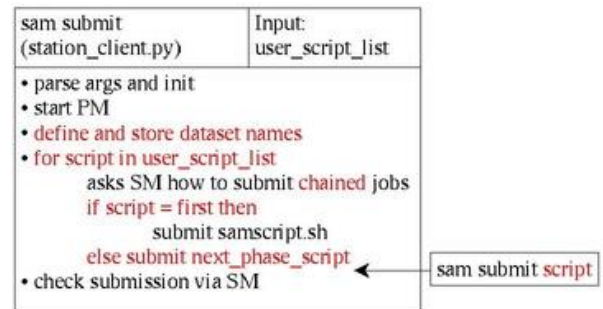 sam submit
(station_client.py)
Input:
user_script_list
• parse args and init
• start PM
• define and store dataset names
• for script in user_script_list
asks SM how to submit chained jobs
if script = first then
submit samscript.sh
else submit next_phase_script
• check submission via SM
sam submit script